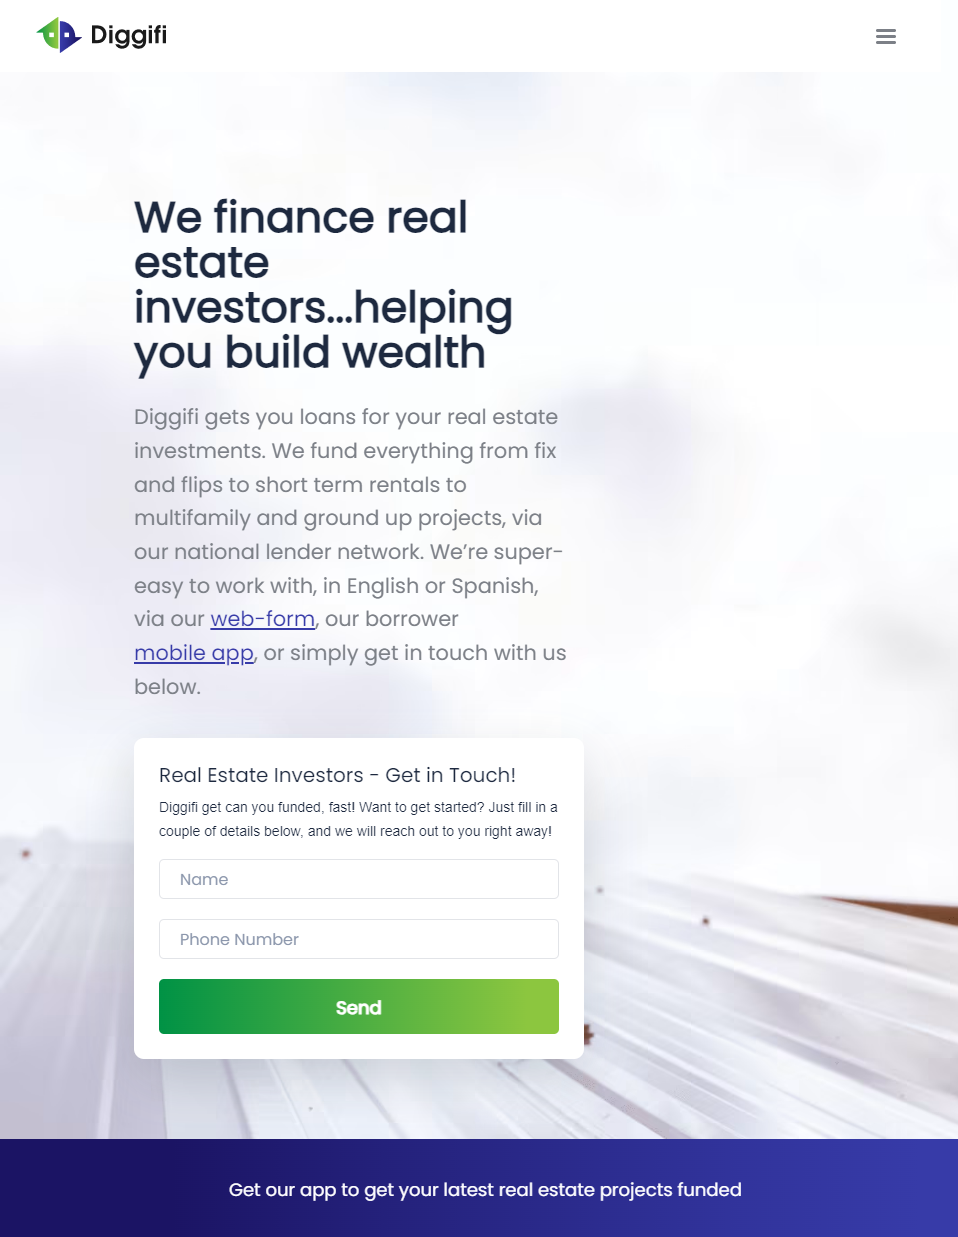 Diggifi
We finance real
estate
investors...helping
you build wealth
Diggifi gets you loans for your real estate
investments. We fund everything from fix
and flips to short term rentals to
multifamily and ground up projects, via
our national lender network. We’re super-
easy to work with, in English or Spanish,
via our web-form, our borrower
mobile app, or simply get in touch with us
below.
Real Estate Investors - Get in Touch!
Diggifi get can you funded, fast! Want to get started? Just fill in a
couple of details below, and we will reach out to you right away!
Name
Phone Number
Send
Get our app to get your latest real estate projects funded